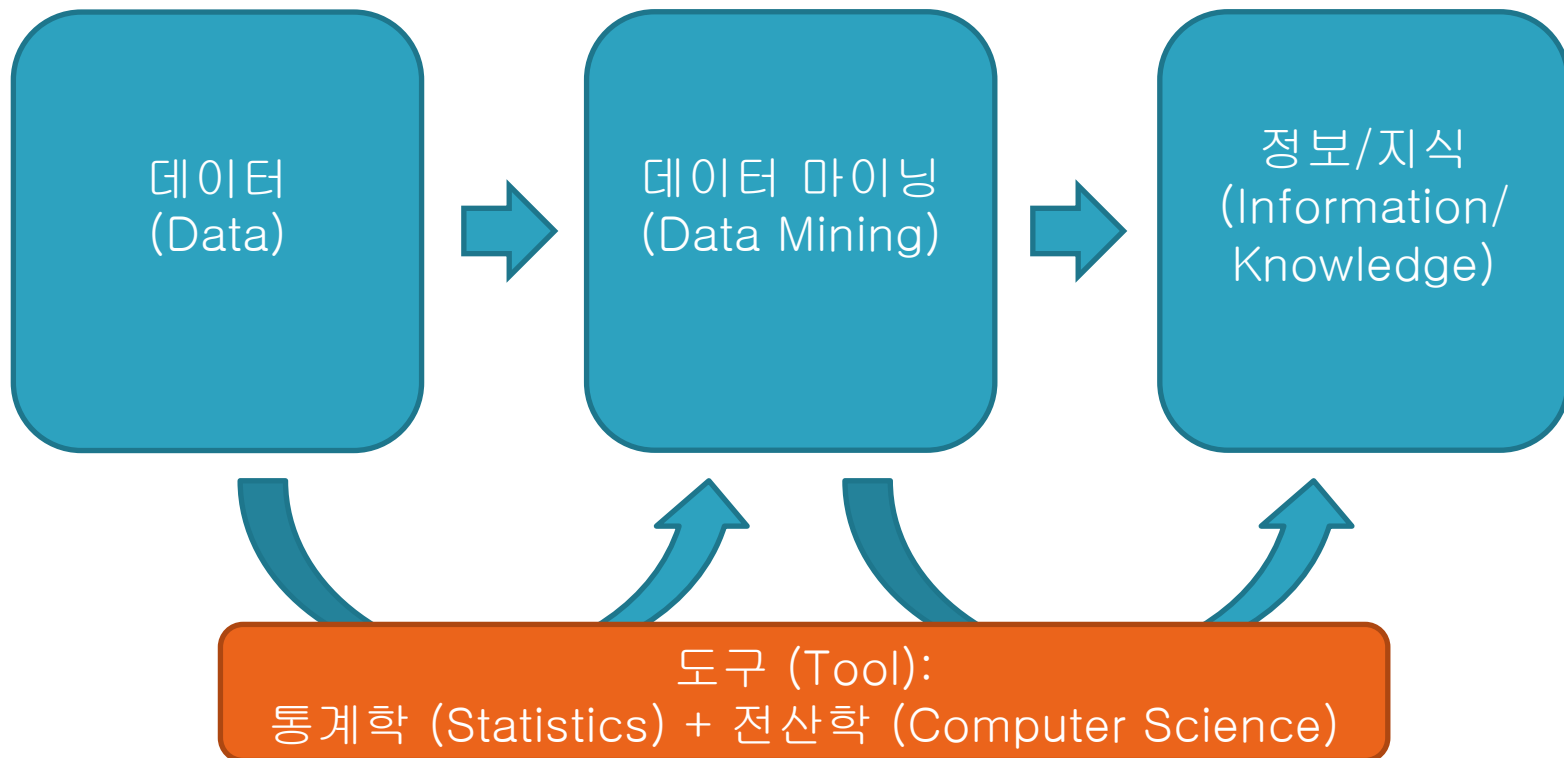 데이터
(Data)
데이터 마이닝
(Data Mining)
정보/지식
(Information/
Knowledge)
도구 (Tool):
통계학 (Statistics) + 전산학 (Computer Science)